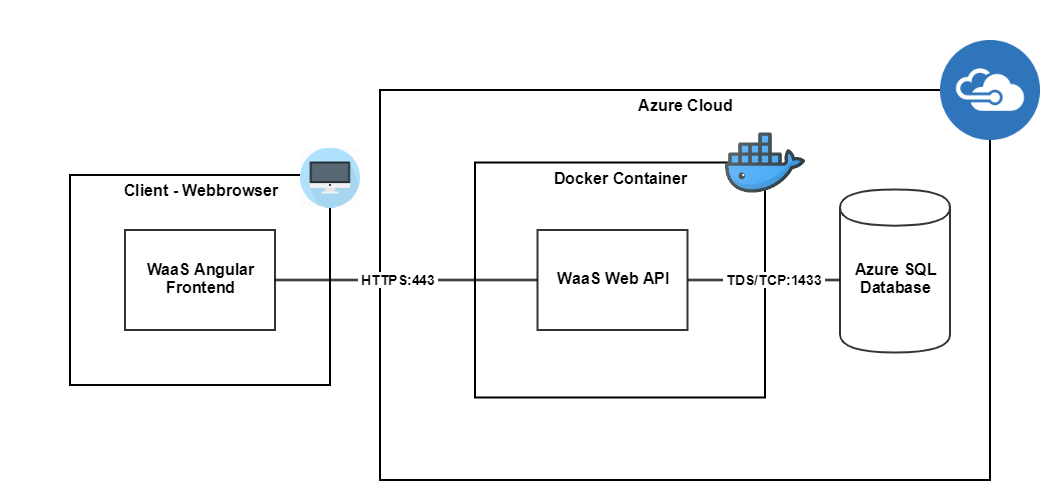 Azure Cloud
Client - Webbrowser
Docker Container
WaaS Angular
Frontend
HTTPS:443
WaaS Web API
TDS/TCP:1433
Azure SQL
Database